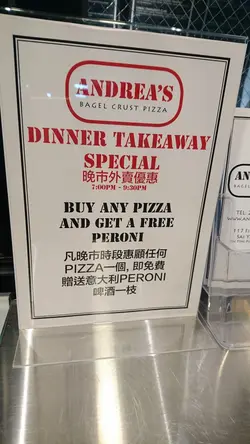 ANDREA'S
BAGEL CRUST PIZZA
DINNER TAKEAWAY
SPECIAL
晚市外賣優惠
7:00PM - 9:30PM
BUY ANY PIZZA
AND GET A FREE
PERONI
凡晚市時段惠顧任何
PIZZA一個, 即免費
贈送意大利PERONI
啤酒一枝